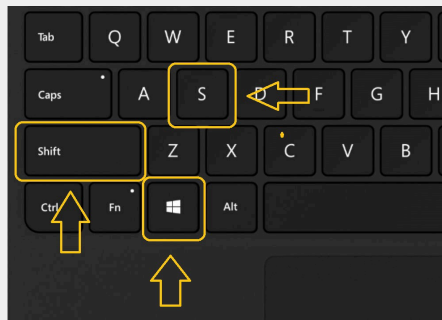 Tab Q W E R T Y
Caps A S D F G H
Shift Z X C V B
Ctrl Fn Alt